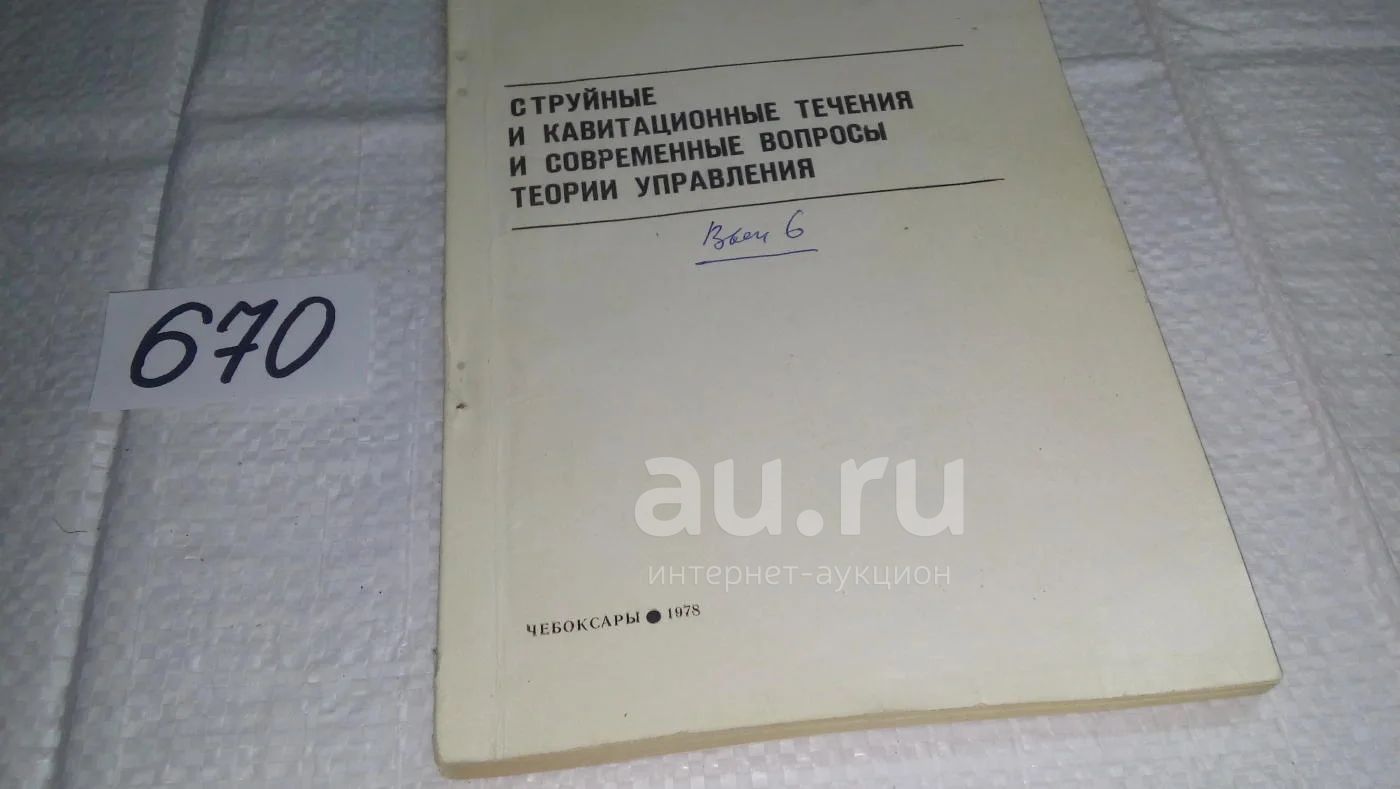 СТРУЙНЫЕ
И КАВИТАЦИОННЫЕ ТЕЧЕНИЯ
И СОВРЕМЕННЫЕ ВОПРОСЫ
ТЕОРИИ УПРАВЛЕНИЯ
Вып 6
670
au.ru
интернет-аукцион
ЧЕБОКСАРЫ ● 1978